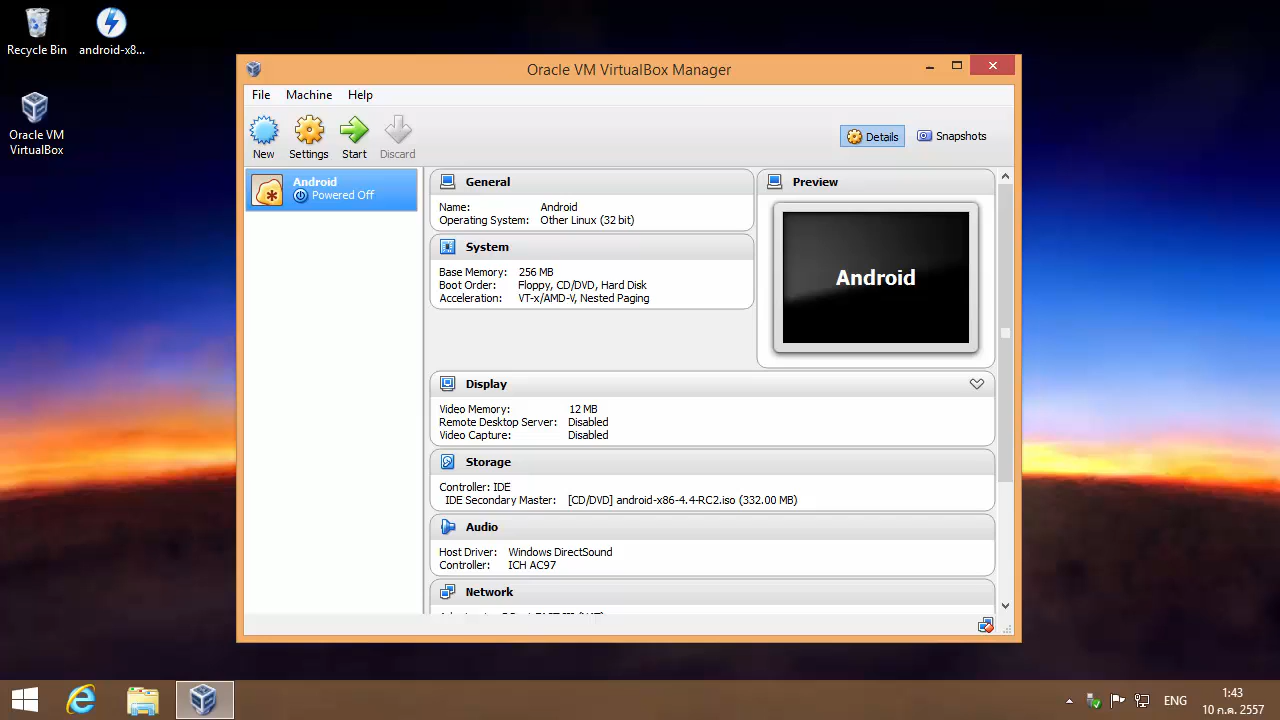 Recycle Bin
android-x8...
Oracle VM
VirtualBox
Oracle VM VirtualBox Manager
File Machine Help
New Settings Start Discard
Details Snapshots
Android
Powered Off
General
Name: Android
Operating System: Other Linux (32 bit)
System
Base Memory: 256 MB
Boot Order: Floppy, CD/DVD, Hard Disk
Acceleration: VT-x/AMD-V, Nested Paging
Preview
Android
Display
Video Memory: 12 MB
Remote Desktop Server: Disabled
Video Capture: Disabled
Storage
Controller: IDE
IDE Secondary Master: [CD/DVD] android-x86-4.4-RC2.iso (332.00 MB)
Audio
Host Driver: Windows DirectSound
Controller: ICH AC97
Network
ENG
1:43
10 ก.ค. 2557